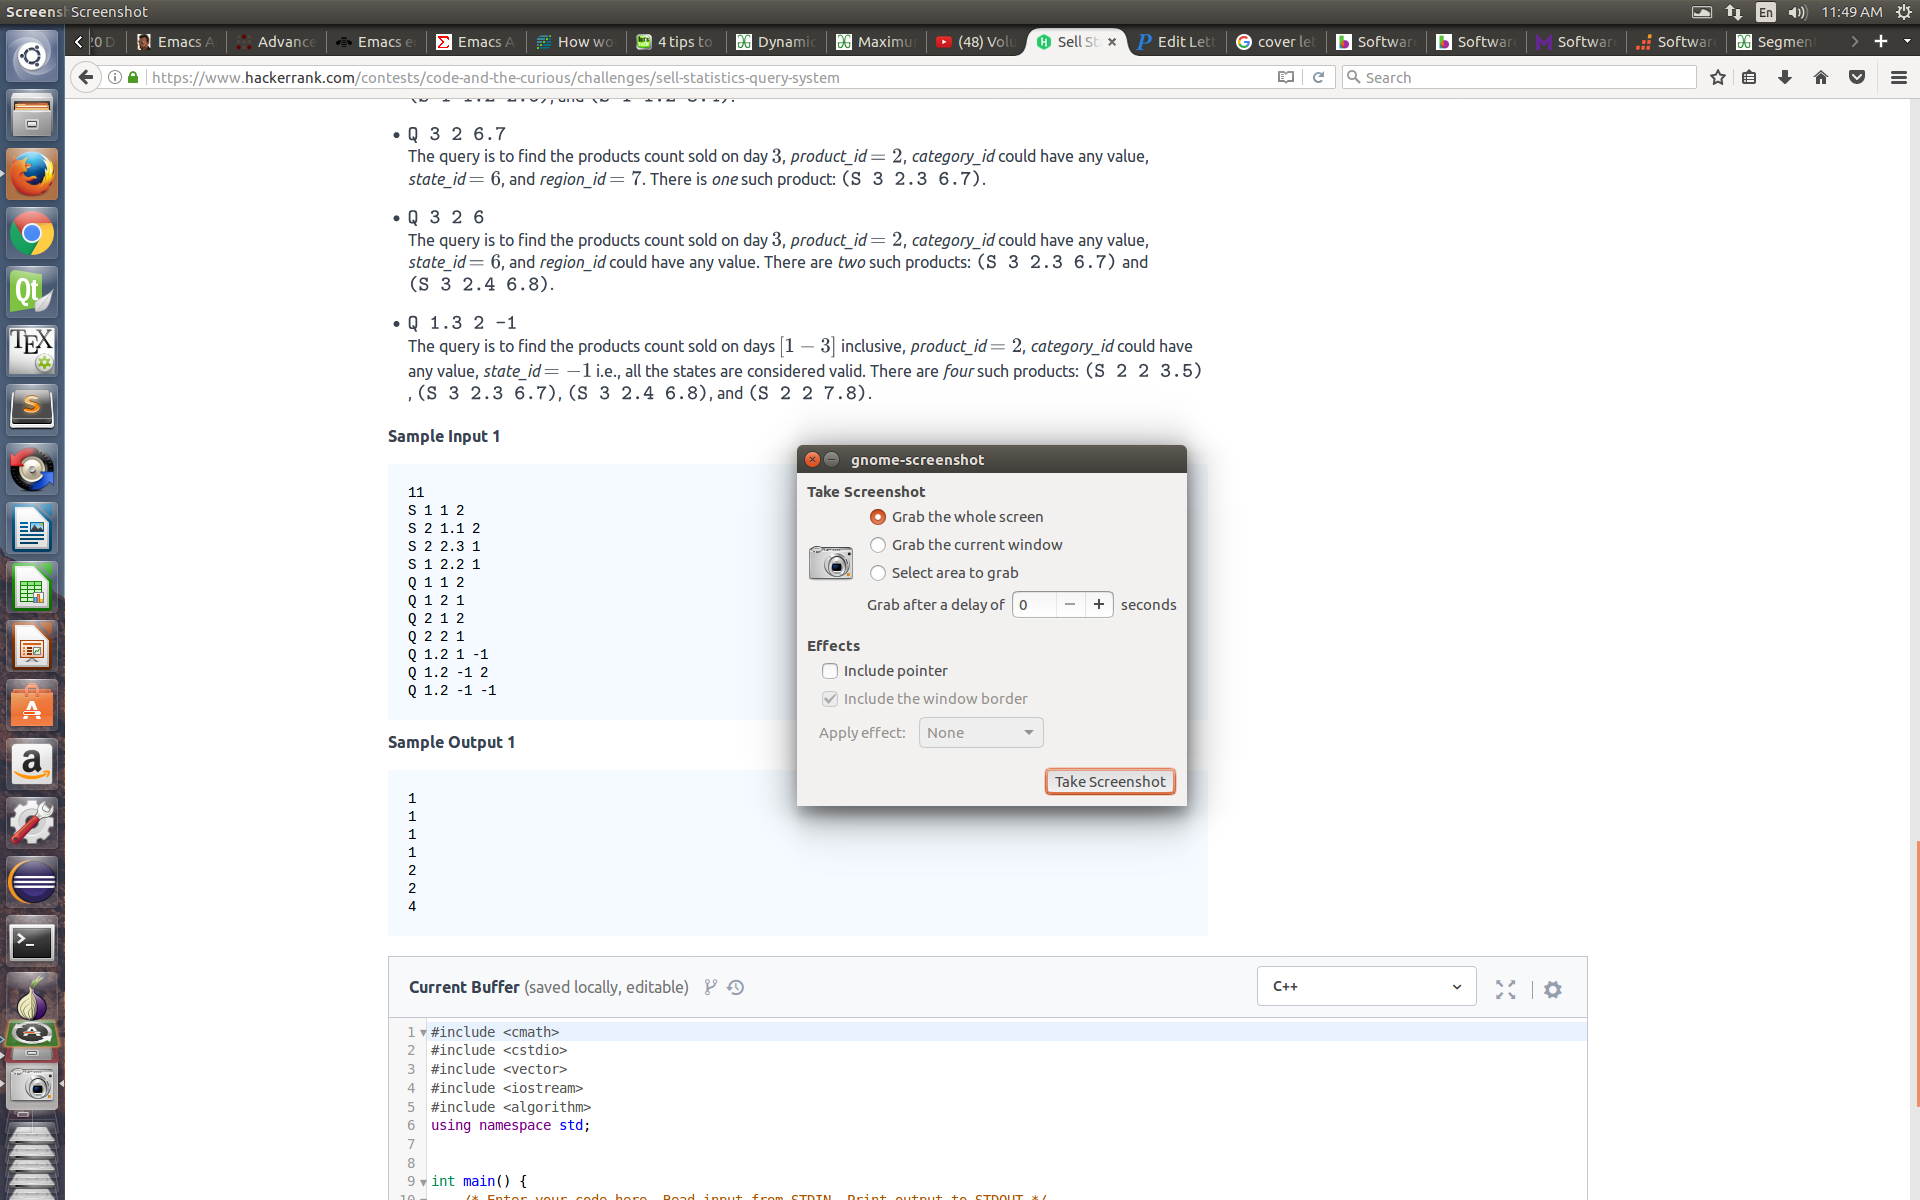 Screens Screenshot
En 11:49 AM
20 D Emacs A Advance Emacs e Emacs A How wo 4 tips to Dynamic Maximum (48) Volu Sell St Edit Lett cover let Softwar Softwar Softwar Softwar Segmen
https://www.hackerrank.com/contests/code-and-the-curious/challenges/sell-statistics-query-system Search
• Q 3 2 6.7
The query is to find the products count sold on day 3, product_id = 2, category_id could have any value,
state_id = 6, and region_id = 7. There is one such product: (S 3 2.3 6.7).
• Q 3 2 6
The query is to find the products count sold on day 3, product_id = 2, category_id could have any value,
state_id = 6, and region_id could have any value. There are two such products: (S 3 2.3 6.7) and
(S 3 2.4 6.8).
• Q 1.3 2 -1
The query is to find the products count sold on days [1 − 3] inclusive, product_id = 2, category_id could have
any value, state_id = −1 i.e., all the states are considered valid. There are four such products: (S 2 2 3.5)
, (S 3 2.3 6.7), (S 3 2.4 6.8), and (S 2 2 7.8).
Sample Input 1
11
S 1 1 2
S 2 1.1 2
S 2 2.3 1
S 1 2.2 1
Q 1 1 2
Q 1 2 1
Q 2 1 2
Q 2 2 1
Q 1.2 1 -1
Q 1.2 -1 2
Q 1.2 -1 -1
gnome-screenshot
Take Screenshot
Grab the whole screen
Grab the current window
Select area to grab
Grab after a delay of 0 − + seconds
Effects
Include pointer
Include the window border
Apply effect: None
Take Screenshot
Sample Output 1
1
1
1
1
2
2
4
Current Buffer (saved locally, editable) C++
1 #include <cmath>
2 #include <cstdio>
3 #include <vector>
4 #include <iostream>
5 #include <algorithm>
6 using namespace std;
7
8
9 int main() {
10 /* Enter your code here. Read input from STDIN. Print output to STDOUT */